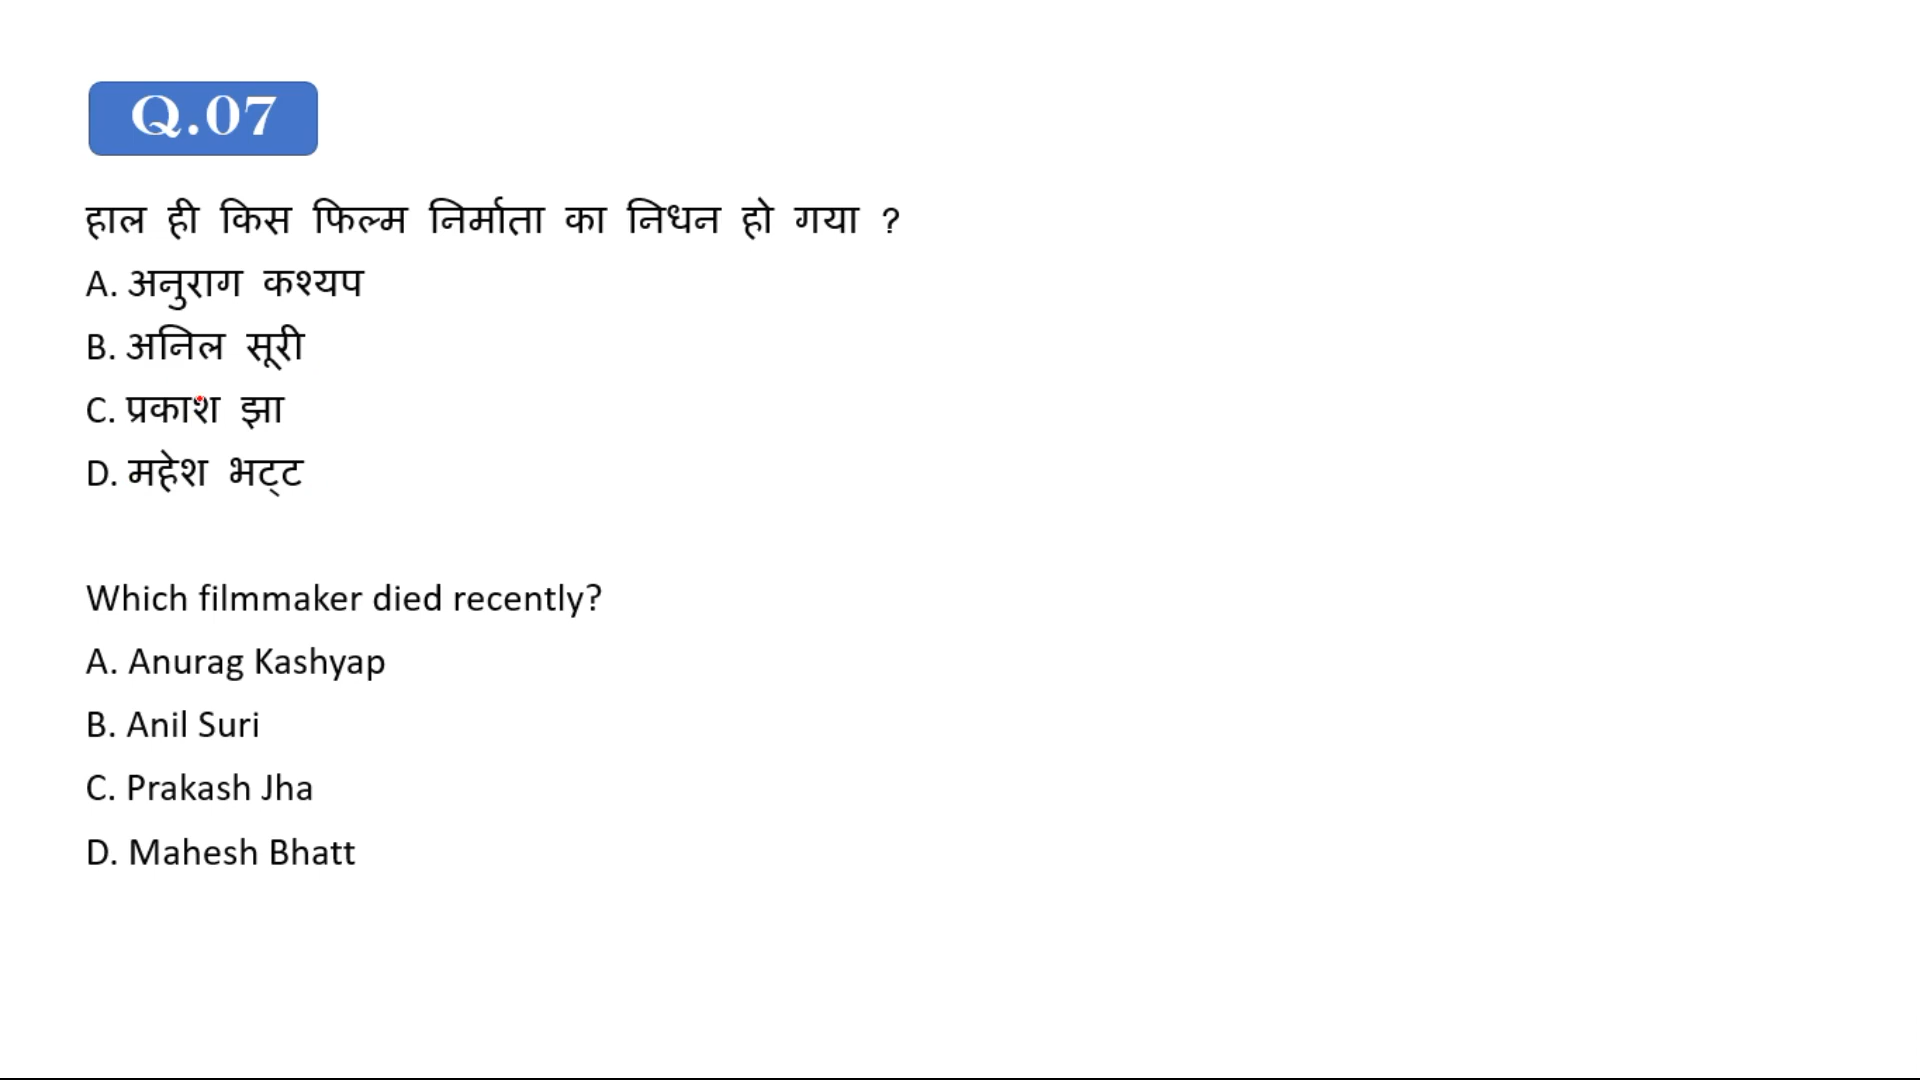 Q.07
हाल ही किस फिल्म निर्माता का निधन हो गया ?
A. अनुराग कश्यप
B. अनिल सूरी
C. प्रकाश झा
D. महेश भट्ट
Which filmmaker died recently?
A. Anurag Kashyap
B. Anil Suri
C. Prakash Jha
D. Mahesh Bhatt